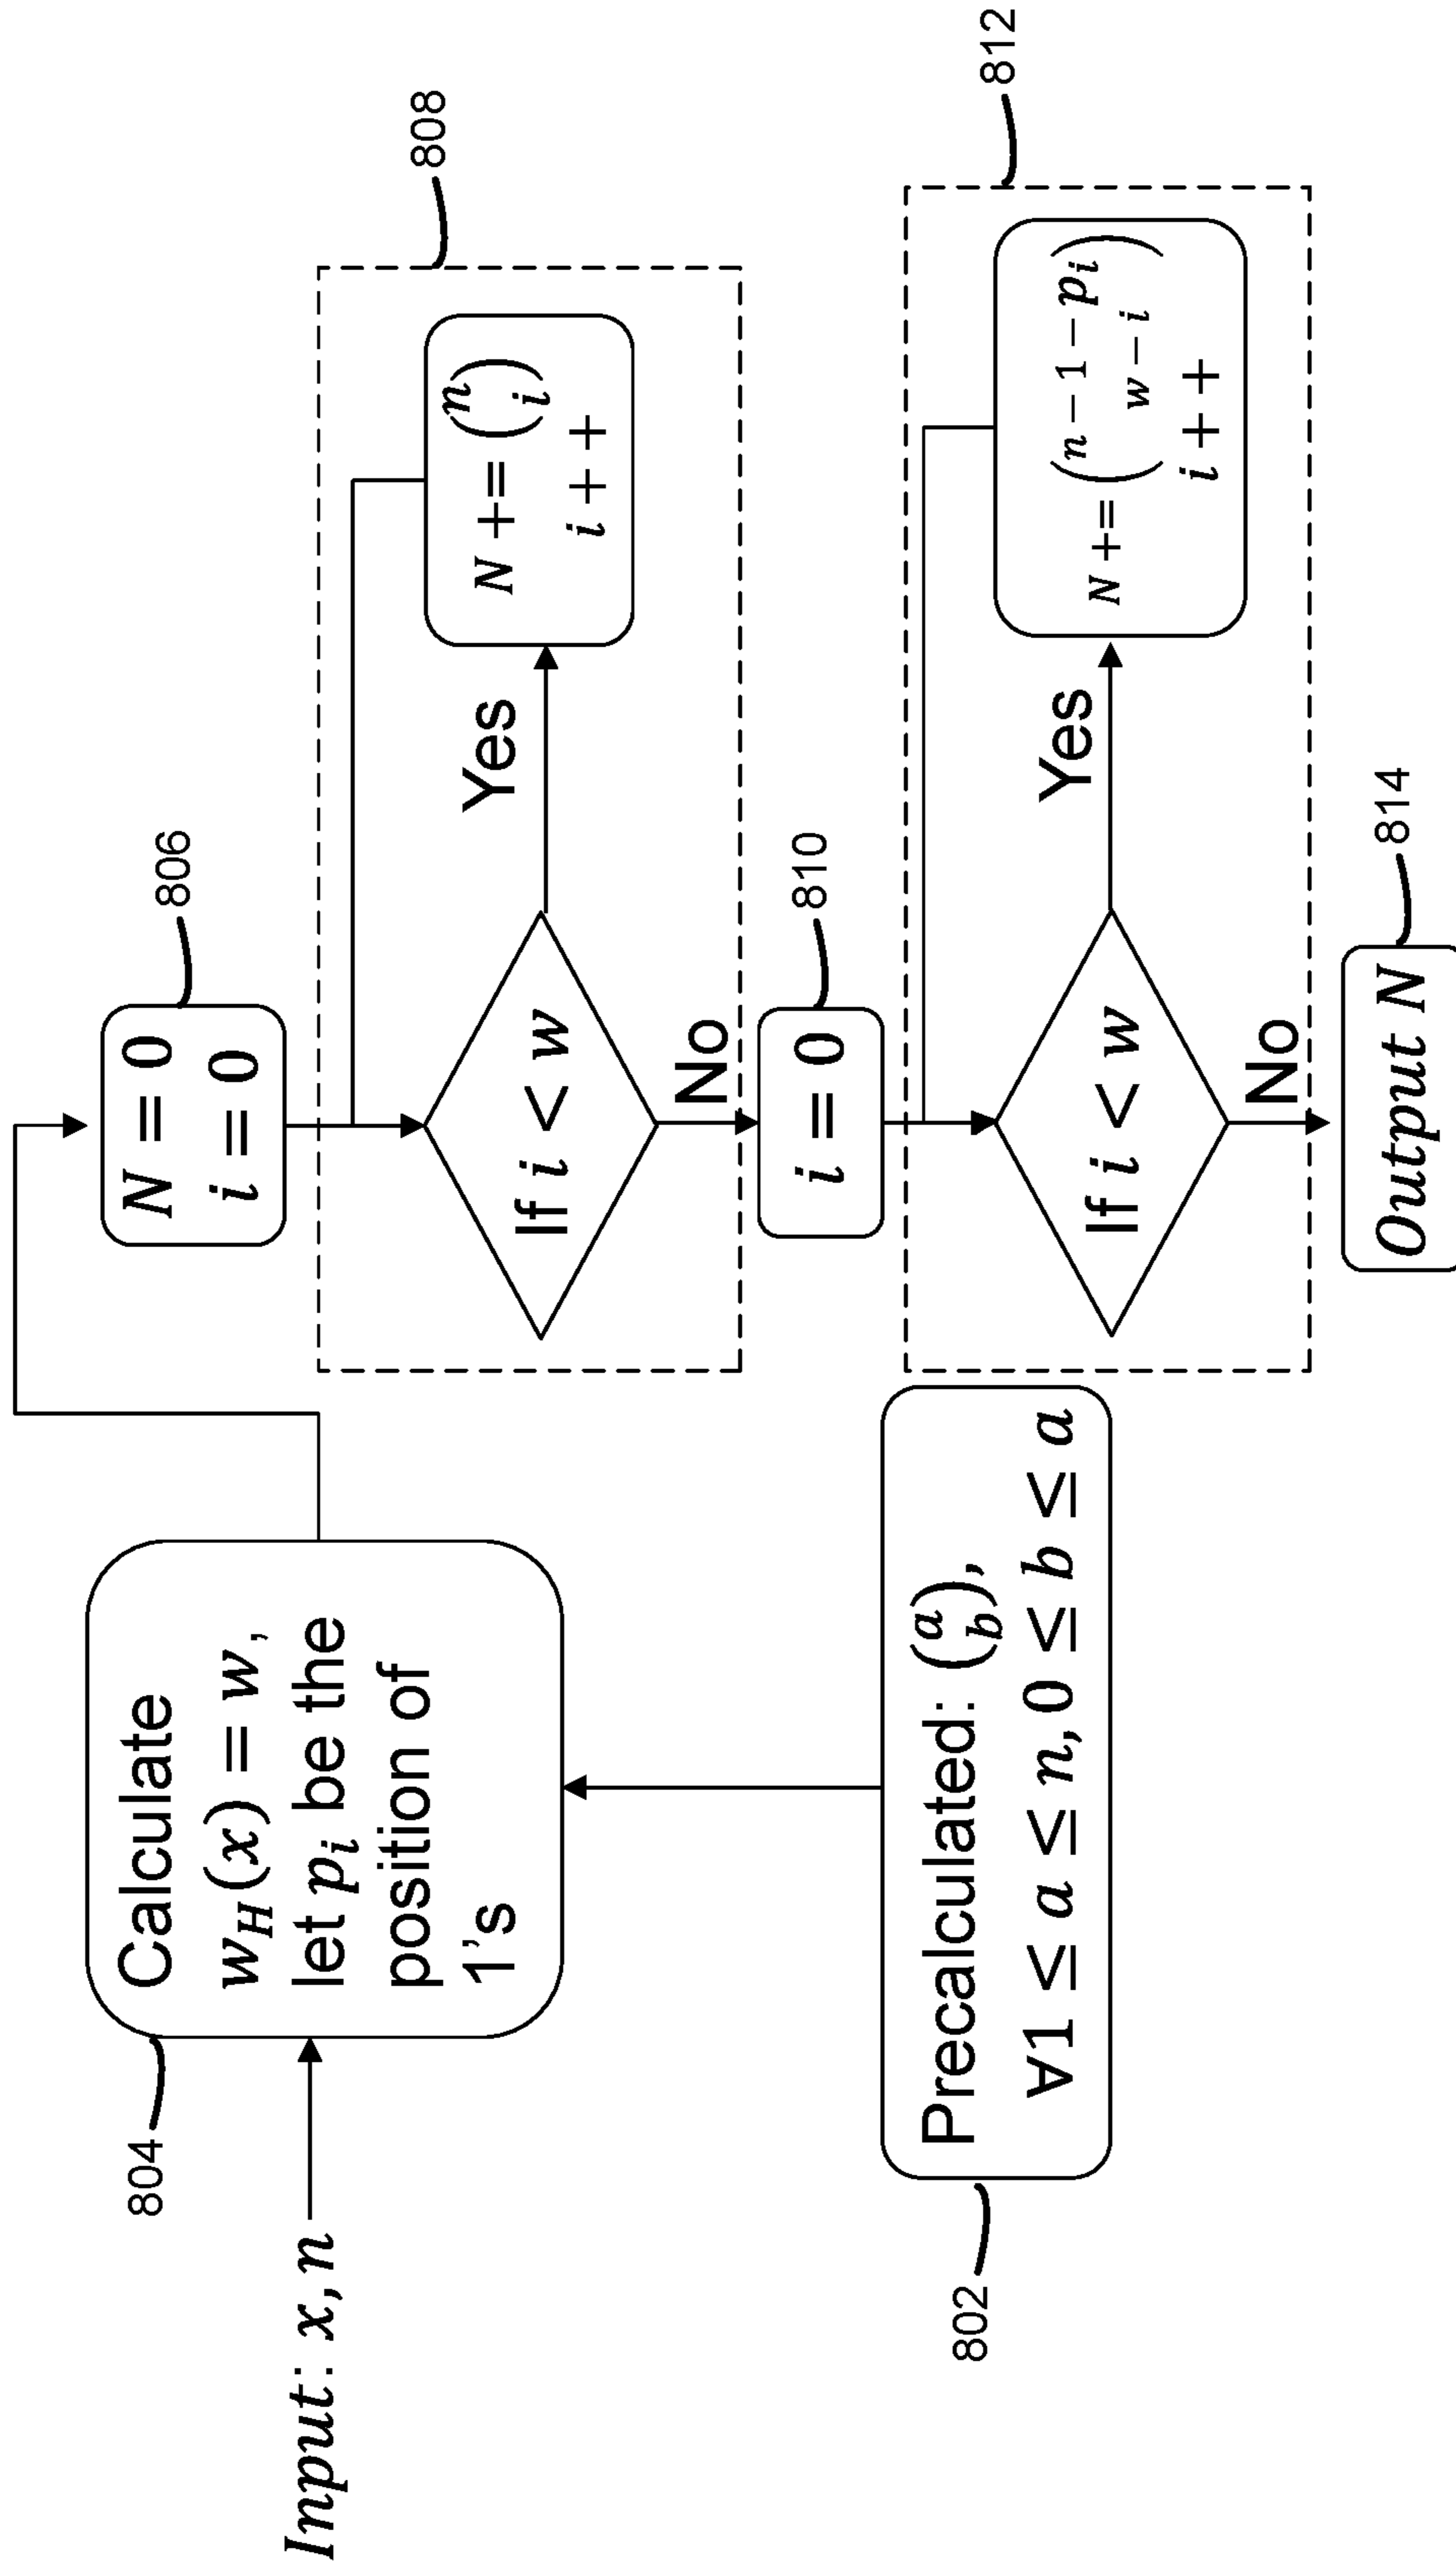 Input: x, n
804
Calculate
w_H(x) = w,
let p_i be the
position of
1's
802
Precalculated: (a b),
∀1 ≤ a ≤ n, 0 ≤ b ≤ a
806
N = 0
i = 0
808
If i < w
Yes
N += (n i)
i + +
No
810
i = 0
812
If i < w
Yes
N += (n − 1 − p_i
w − i)
i + +
No
814
Output N